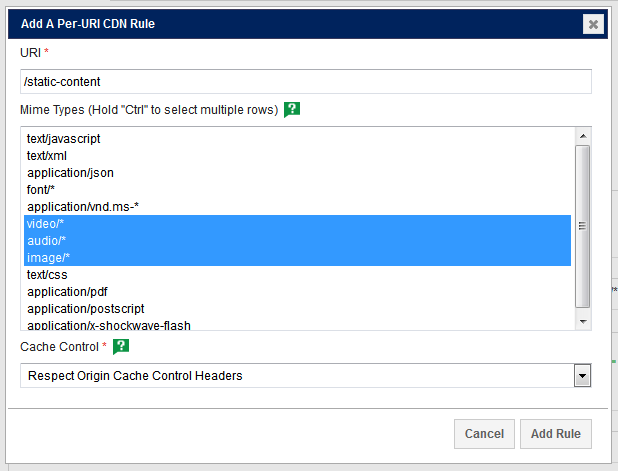 Add A Per-URI CDN Rule
URI *
/static-content
Mime Types (Hold "Ctrl" to select multiple rows) ?
text/javascript
text/xml
application/json
font/*
application/vnd.ms-*
video/*
audio/*
image/*
text/css
application/pdf
application/postscript
application/x-shockwave-flash
Cache Control * ?
Respect Origin Cache Control Headers
Cancel Add Rule